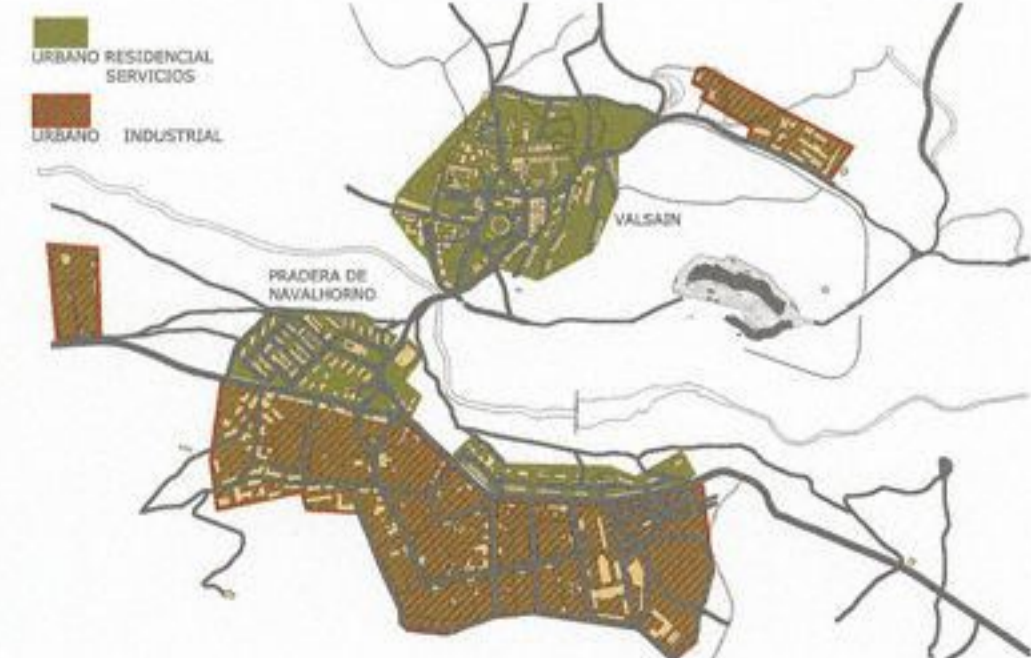 URBANO RESIDENCIAL
SERVICIOS
URBANO INDUSTRIAL
VALSAIN
PRADERA DE
NAVALHORNO